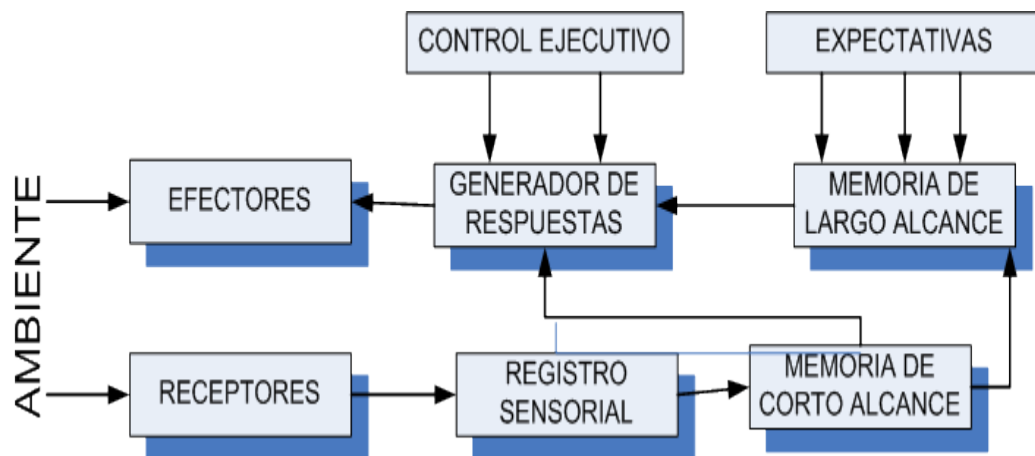 CONTROL EJECUTIVO
EXPECTATIVAS
AMBIENTE
EFECTORES
GENERADOR DE
RESPUESTAS
MEMORIA DE
LARGO ALCANCE
RECEPTORES
REGISTRO
SENSORIAL
MEMORIA DE
CORTO ALCANCE